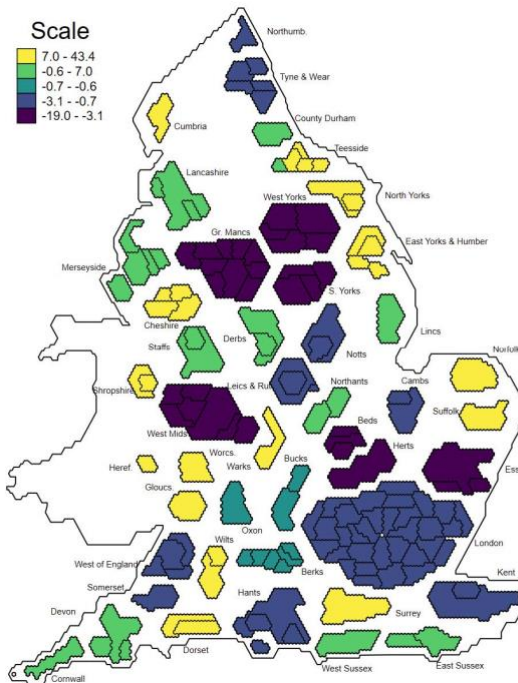 Scale
7.0 - 43.4
-0.6 - 7.0
-0.7 - -0.6
-3.1 - -0.7
-19.0 - -3.1
Northumb.
Tyne & Wear
County Durham
Cumbria
Teesside
Lancashire
West Yorks
North Yorks
Gr. Mancs
East Yorks & Humber
Merseyside
S. Yorks
Cheshire
Lincs
Staffs
Derbs
Notts
Norfolk
Shropshire
Leics & Rut
Northants
Cambs
Suffolk
West Mids
Beds
Herts
Worcs.
Warks
Bucks
Heref.
Ess
Gloucs.
Oxon
Wilts
London
West of England
Berks
Kent
Somerset
Hants
Devon
Surrey
Dorset
West Sussex
East Sussex
Cornwall